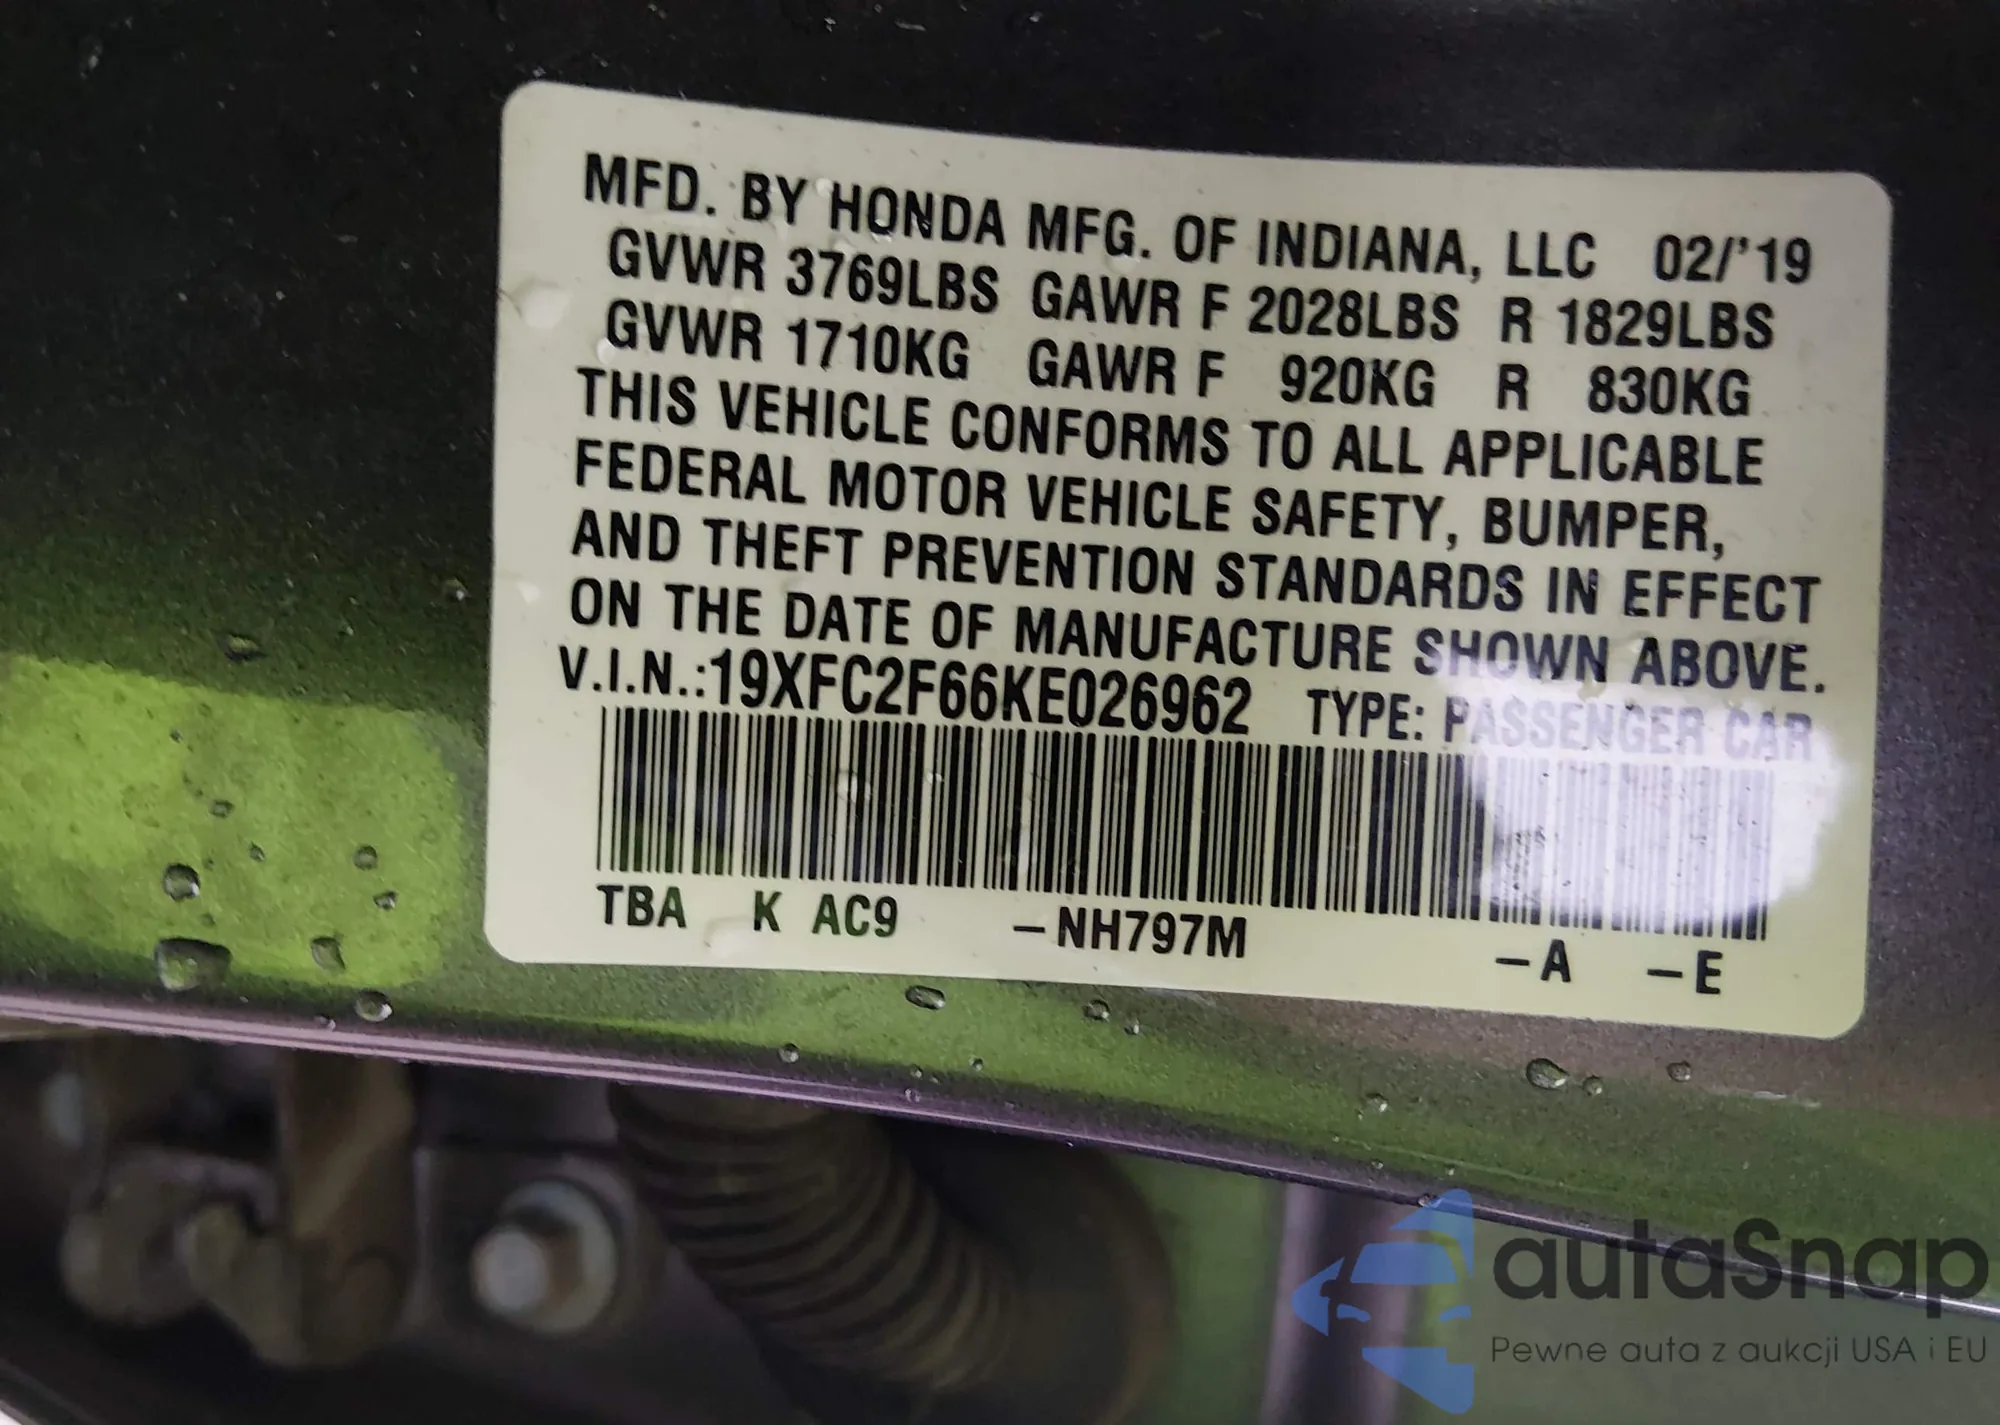 MFD. BY HONDA MFG. OF INDIANA, LLC 02/'19
GVWR 3769LBS GAWR F 2028LBS R 1829LBS
GVWR 1710KG GAWR F 920KG R 830KG
THIS VEHICLE CONFORMS TO ALL APPLICABLE
FEDERAL MOTOR VEHICLE SAFETY, BUMPER,
AND THEFT PREVENTION STANDARDS IN EFFECT
ON THE DATE OF MANUFACTURE SHOWN ABOVE.
V.I.N.:19XFC2F66KE026962 TYPE: PASSENGER CAR
TBA K AC9 –NH797M –A –E
autaSnap
Pewne auta z aukcji USA i EU